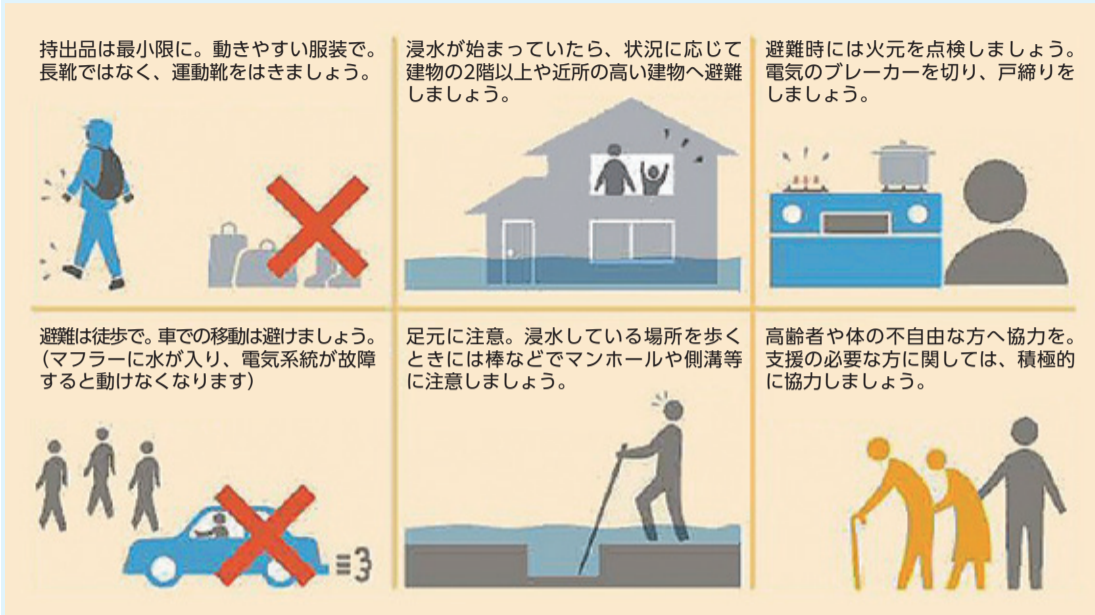 持出品は最小限に。動きやすい服装で。
長靴ではなく、運動靴をはきましょう。
浸水が始まっていたら、状況に応じて
建物の2階以上や近所の高い建物へ避難
しましょう。
避難時には火元を点検しましょう。
電気のブレーカーを切り、戸締りを
しましょう。
避難は徒歩で。車での移動は避けましょう。
（マフラーに水が入り、電気系統が故障
すると動けなくなります）
足元に注意。浸水している場所を歩く
ときには棒などでマンホールや側溝等
に注意しましょう。
高齢者や体の不自由な方へ協力を。
支援の必要な方に関しては、積極的
に協力しましょう。